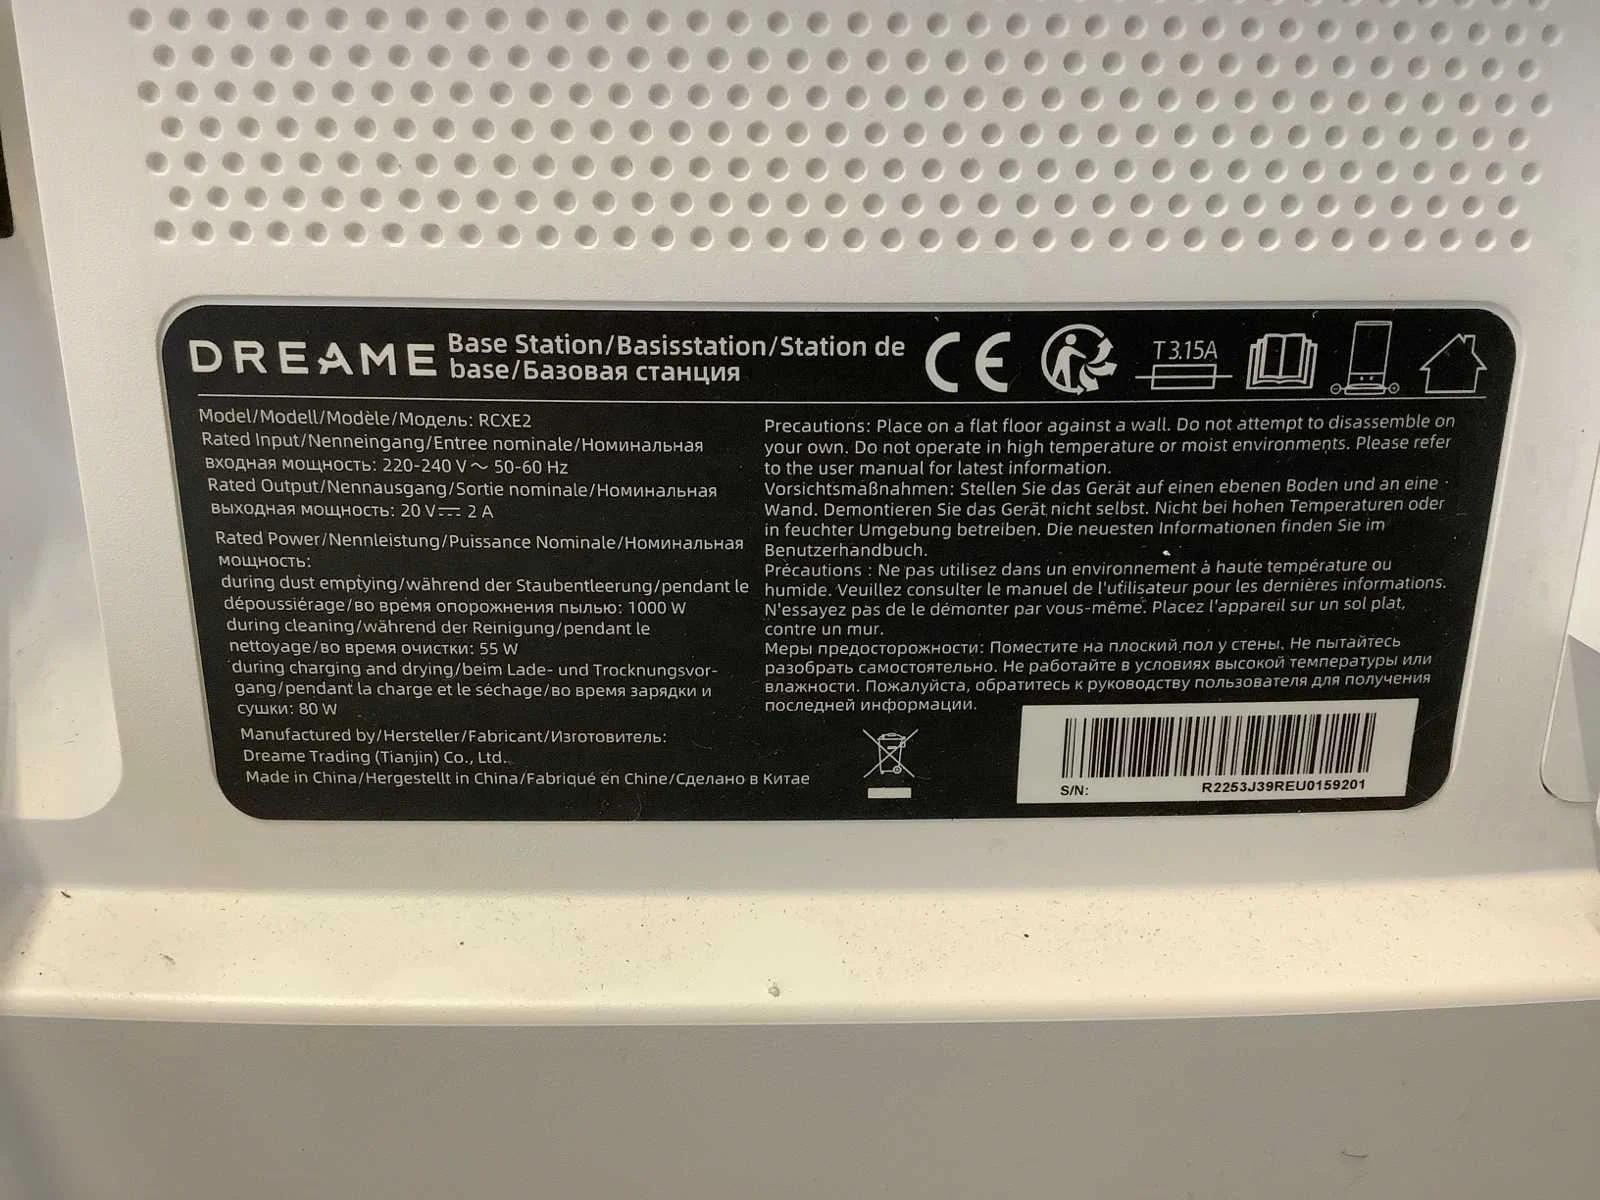 DREAME
Base Station/Basisstation/Station de
base/Базовая станция
CE
T 3.15A
Model/Modell/Modèle/Модель: RCXE2
Rated Input/Nenneingang/Entree nominale/Номинальная
входная мощность: 220-240 V ～ 50-60 Hz
Rated Output/Nennausgang/Sortie nominale/Номинальная
выходная мощность: 20 V⎓ 2 A
Rated Power/Nennleistung/Puissance Nominale/Номинальная
мощность:
during dust emptying/während der Staubentleerung/pendant le
dépoussiérage/во время опорожнения пылью: 1000 W
during cleaning/während der Reinigung/pendant le
nettoyage/во время очистки: 55 W
during charging and drying/beim Lade- und Trocknungsvor-
gang/pendant la charge et le séchage/во время зарядки и
сушки: 80 W
Manufactured by/Hersteller/Fabricant/Изготовитель:
Dreame Trading (Tianjin) Co., Ltd.
Made in China/Hergestellt in China/Fabriqué en Chine/Сделано в Китае
Precautions: Place on a flat floor against a wall. Do not attempt to disassemble on
your own. Do not operate in high temperature or moist environments. Please refer
to the user manual for latest information.
Vorsichtsmaßnahmen: Stellen Sie das Gerät auf einen ebenen Boden und an eine
Wand. Demontieren Sie das Gerät nicht selbst. Nicht bei hohen Temperaturen oder
in feuchter Umgebung betreiben. Die neuesten Informationen finden Sie im
Benutzerhandbuch.
Précautions : Ne pas utilisez dans un environnement à haute température ou
humide. Veuillez consulter le manuel de l'utilisateur pour les dernières informations.
N'essayez pas de le démonter par vous-même. Placez l'appareil sur un sol plat,
contre un mur.
Меры предосторожности: Поместите на плоский пол у стены. Не пытайтесь
разобрать самостоятельно. Не работайте в условиях высокой температуры или
влажности. Пожалуйста, обратитесь к руководству пользователя для получения
последней информации.
S/N: R2253J39REU0159201